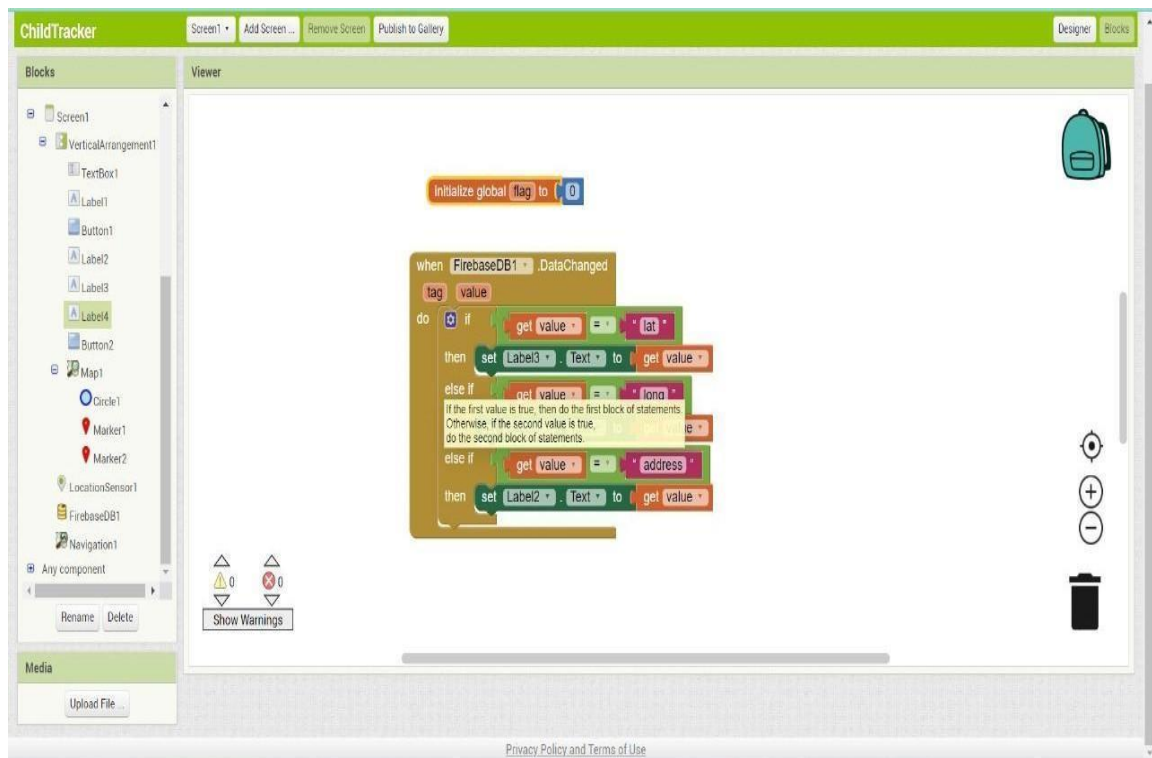 ChildTracker
Screen1
Add Screen ...
Remove Screen
Publish to Gallery
Designer
Blocks
Blocks
Viewer
Screen1
VerticalArrangement1
TextBox1
Label1
Button1
Label2
Label3
Label4
Button2
Map1
Circle1
Marker1
Marker2
LocationSensor1
FirebaseDB1
Navigation1
Any component
Rename Delete
Media
Upload File ...
initialize global flag to 0
when FirebaseDB1 .DataChanged
tag value
do if get value = " lat "
then set Label3 . Text to get value
else if get value = " long "
If the first value is true, then do the first block of statements.
Otherwise, if the second value is true,
do the second block of statements.
else if get value = " address "
then set Label2 . Text to get value
0 0
Show Warnings
Privacy Policy and Terms of Use